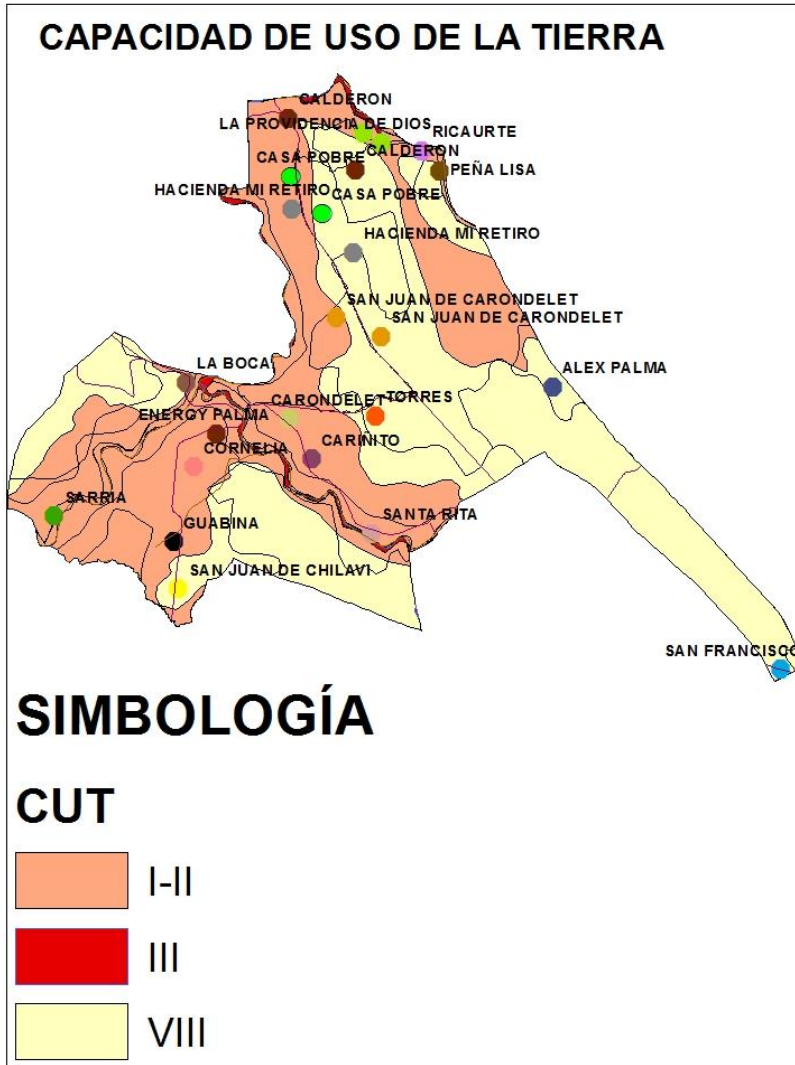 CAPACIDAD DE USO DE LA TIERRA
CALDERON
LA PROVIDENCIA DE DIOS
RICAURTE
CASA POBRE
CALDERON
PEÑA LISA
HACIENDA MI RETIRO
CASA POBRE
HACIENDA MI RETIRO
SAN JUAN DE CARONDELET
SAN JUAN DE CARONDELET
LA BOCA
ALEX PALMA
CARONDELET
TORRES
ENERGY PALMA
CORNELIA
CARIÑITO
SARRIA
SANTA RITA
GUABINA
SAN JUAN DE CHILAVI
SAN FRANCISCO
SIMBOLOGÍA
CUT
I-II
III
VIII